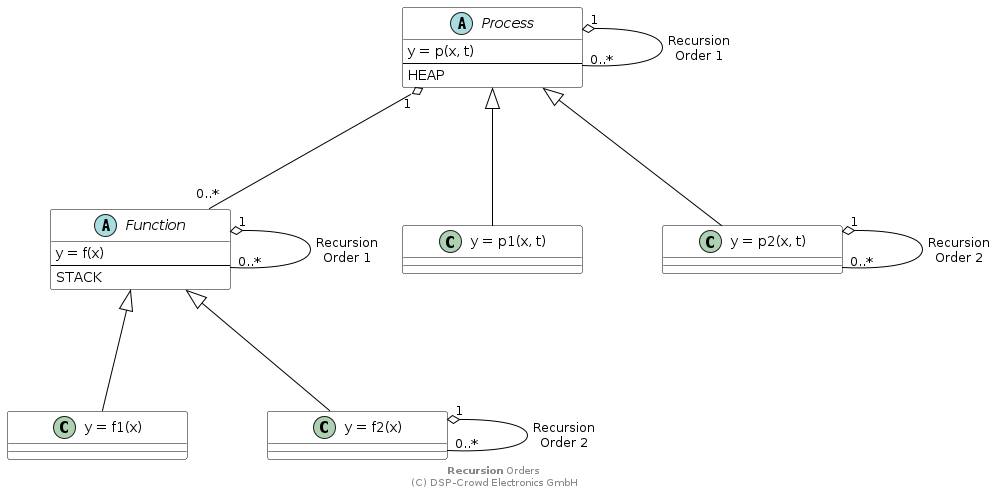 A Process
y = p(x, t)
HEAP
1
0..*
Recursion
Order 1
1
0..*
A Function
y = f(x)
STACK
1
0..*
Recursion
Order 1
C y = p1(x, t)
C y = p2(x, t)
1
0..*
Recursion
Order 2
C y = f1(x)
C y = f2(x)
1
0..*
Recursion
Order 2
Recursion Orders
(C) DSP-Crowd Electronics GmbH